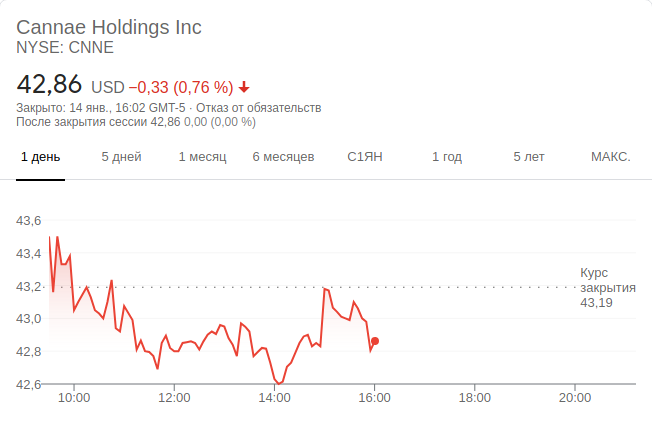 Cannae Holdings Inc
NYSE: CNNE
42,86 USD −0,33 (0,76 %)
Закрыто: 14 янв., 16:02 GMT-5 · Отказ от обязательств
После закрытия сессии 42,86 0,00 (0,00 %)
1 день 5 дней 1 месяц 6 месяцев С1ЯН 1 год 5 лет МАКС.
43,6
43,4
43,2
43,0
42,8
42,6
Курс
закрытия
43,19
10:00 12:00 14:00 16:00 18:00 20:00